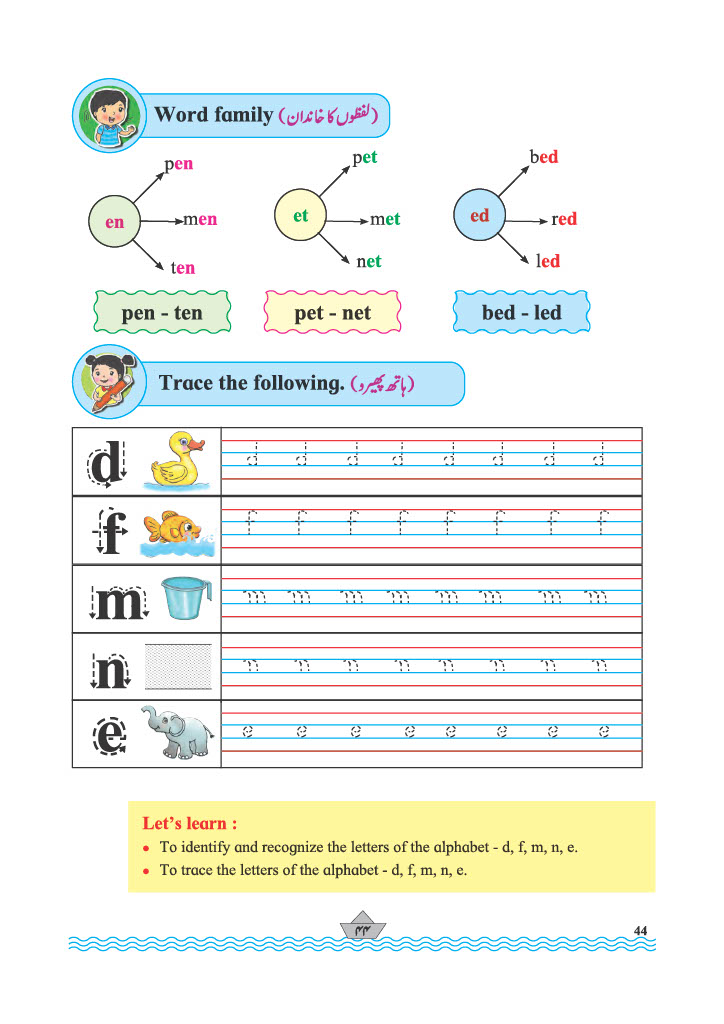 Word family (لفظوں کا خاندان)
pen
en
men
ten
pet
et
met
net
bed
ed
red
led
pen - ten
pet - net
bed - led
Trace the following. (ہاتھ پھیرو)
d d d d d d d d d
f f f f f f f f f
m m m m m m m m m
n n n n n n n n n
e e e e e e e e e
Let's learn :
• To identify and recognize the letters of the alphabet - d, f, m, n, e.
• To trace the letters of the alphabet - d, f, m, n, e.
۴۴
44